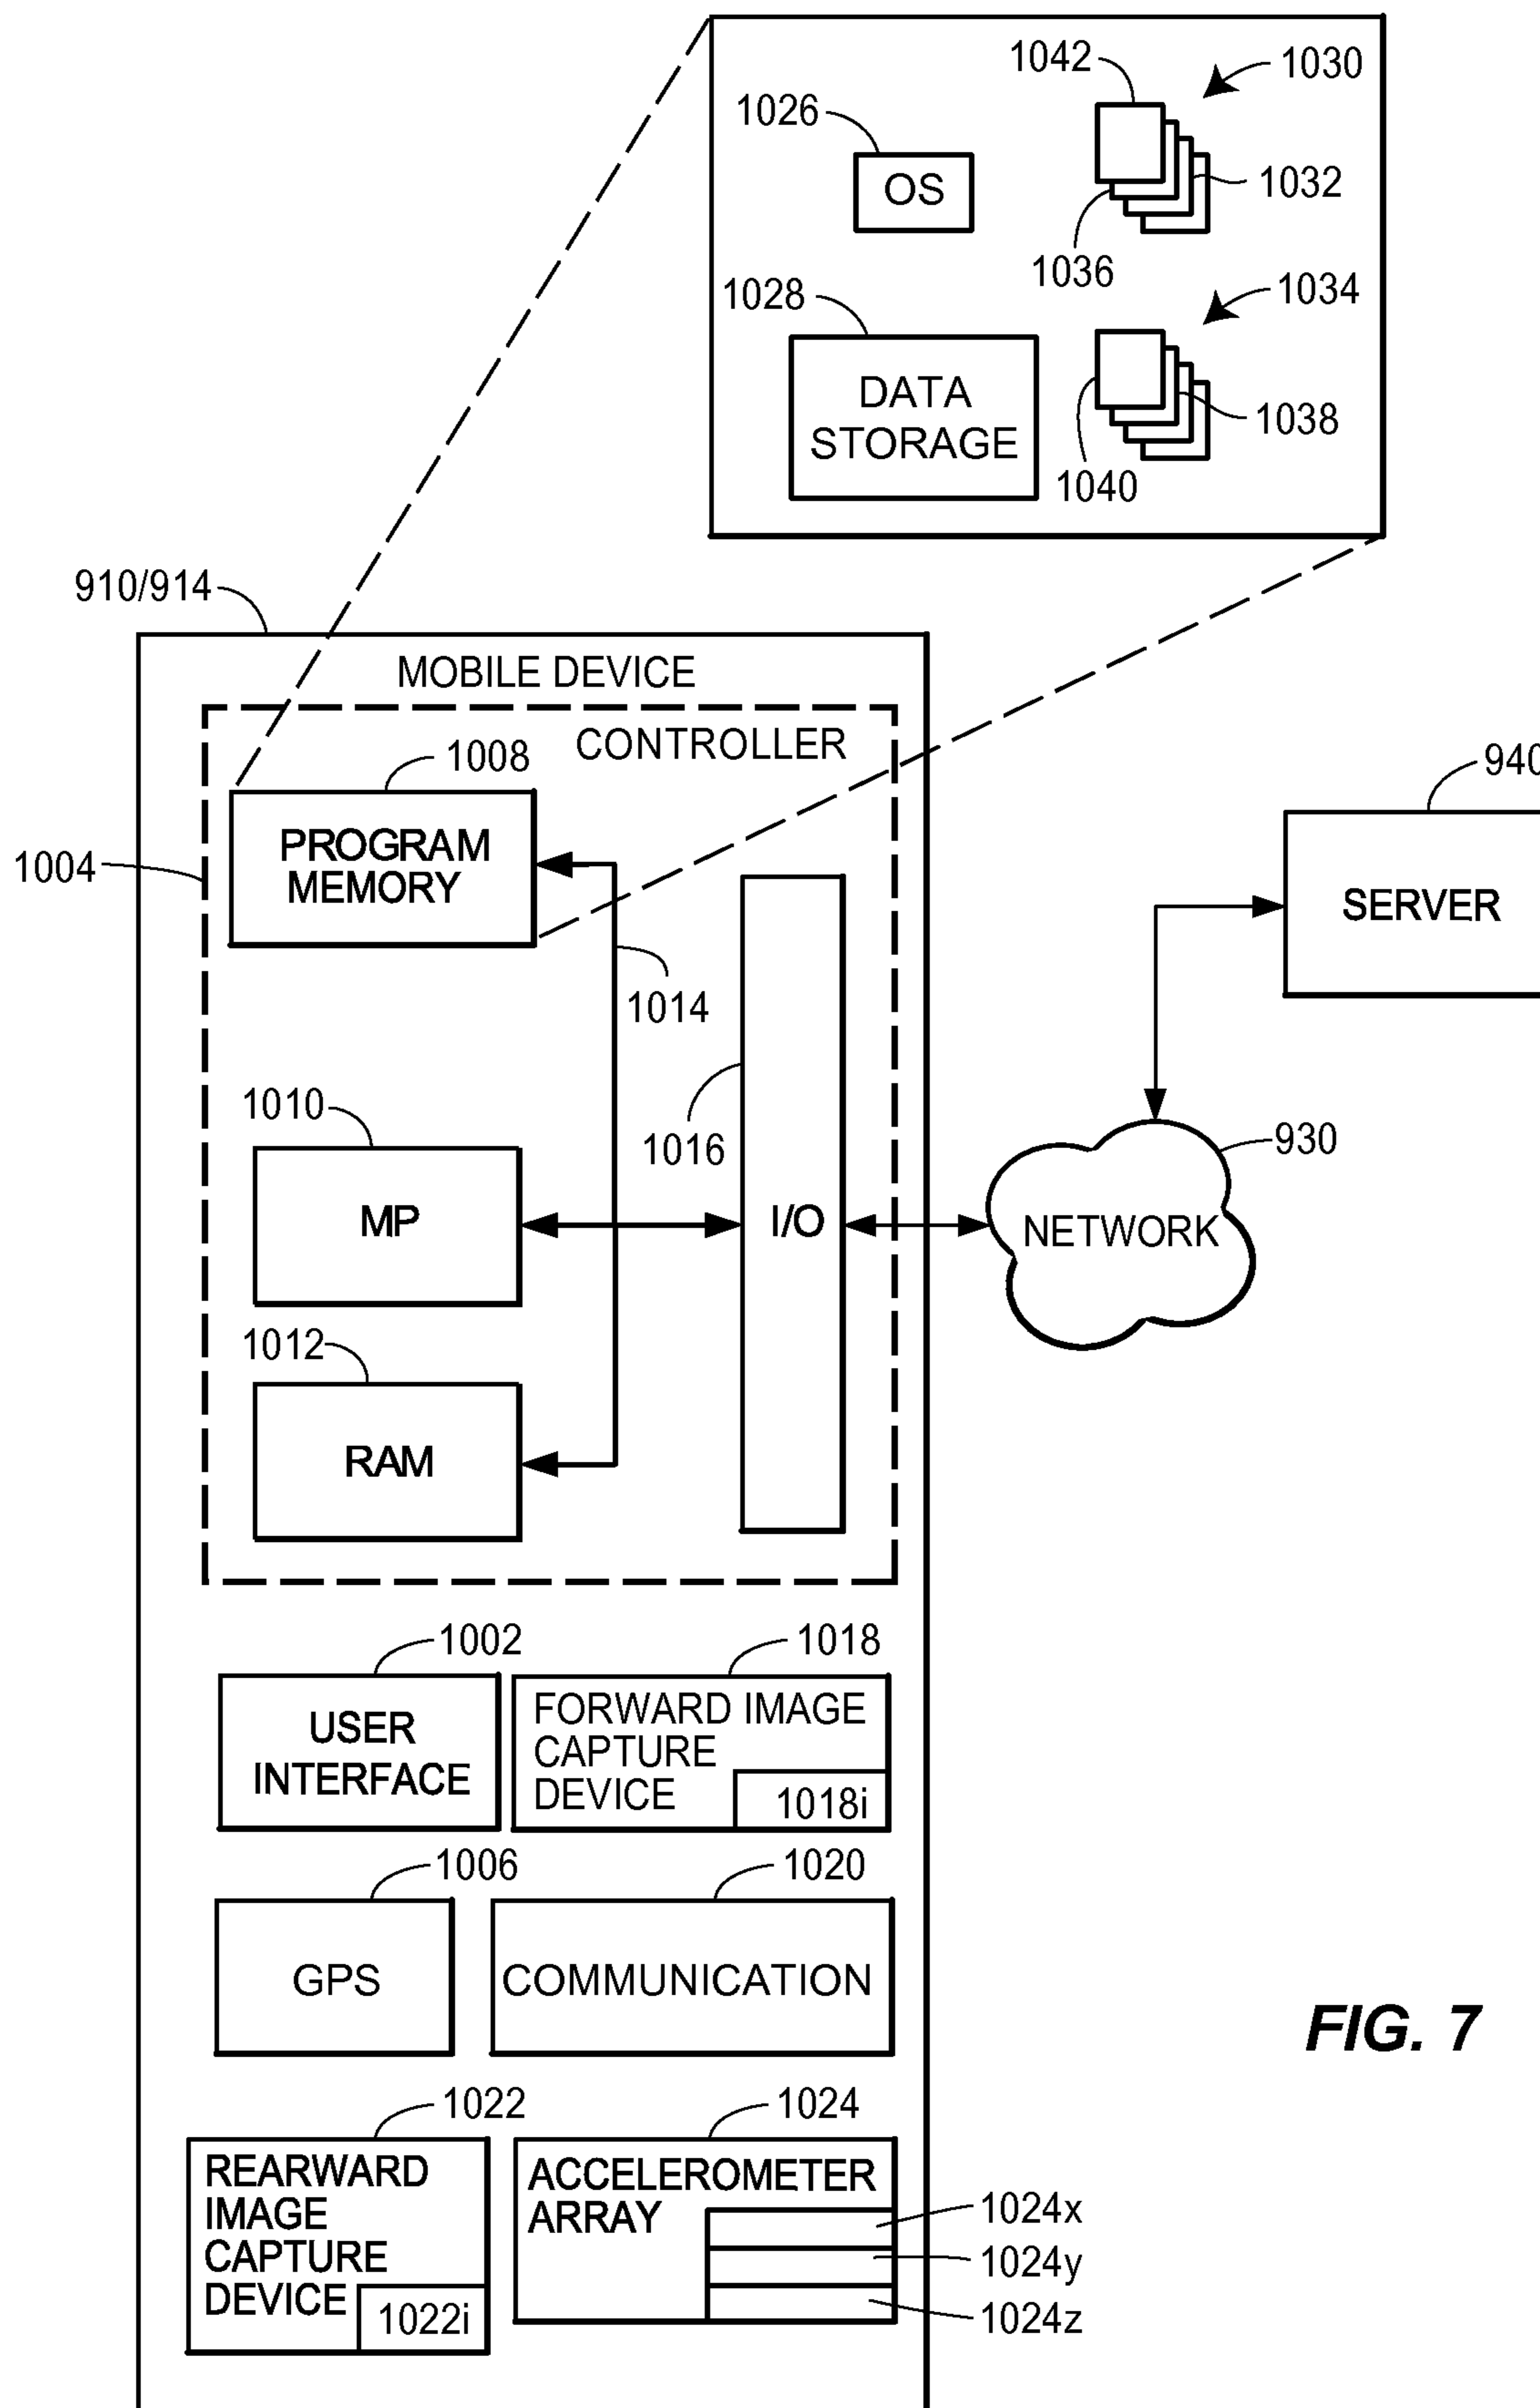 1042
1030
1026
OS
1032
1036
1028
1034
DATA
STORAGE
1038
1040
910/914
MOBILE DEVICE
CONTROLLER
1008
940
PROGRAM
MEMORY
1004
SERVER
1014
1010
1016
930
MP
I/O
NETWORK
1012
RAM
1002
1018
USER
INTERFACE
FORWARD IMAGE
CAPTURE
DEVICE
1018i
1006
1020
GPS
COMMUNICATION
FIG. 7
1022
1024
REARWARD
IMAGE
CAPTURE
DEVICE
1022i
ACCELEROMETER
ARRAY
1024x
1024y
1024z